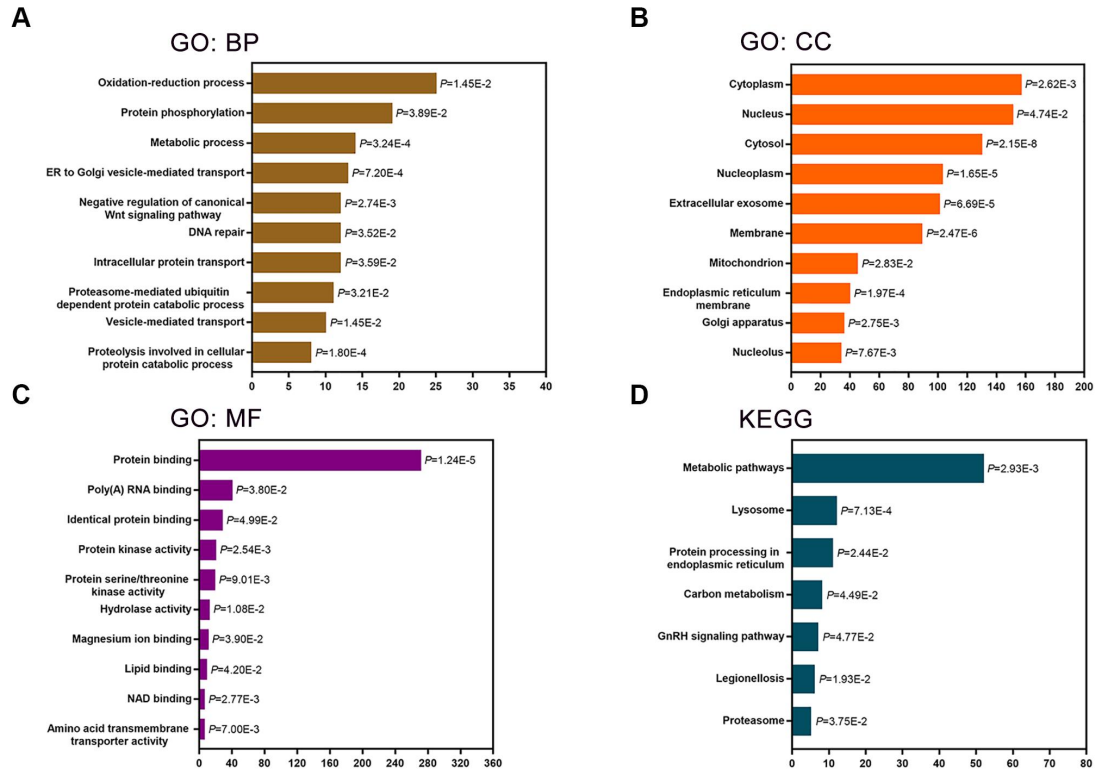 A
GO: BP
Oxidation-reduction process
P=1.45E-2
Protein phosphorylation
P=3.89E-2
Metabolic process
P=3.24E-4
ER to Golgi vesicle-mediated transport
P=7.20E-4
Negative regulation of canonical
Wnt signaling pathway
P=2.74E-3
DNA repair
P=3.52E-2
Intracellular protein transport
P=3.59E-2
Proteasome-mediated ubiquitin
dependent protein catabolic process
P=3.21E-2
Vesicle-mediated transport
P=1.45E-2
Proteolysis involved in cellular
protein catabolic process
P=1.80E-4
0 5 10 15 20 25 30 35 40
B
GO: CC
Cytoplasm
P=2.62E-3
Nucleus
P=4.74E-2
Cytosol
P=2.15E-8
Nucleoplasm
P=1.65E-5
Extracellular exosome
P=6.69E-5
Membrane
P=2.47E-6
Mitochondrion
P=2.83E-2
Endoplasmic reticulum
membrane
P=1.97E-4
Golgi apparatus
P=2.75E-3
Nucleolus
P=7.67E-3
0 20 40 60 80 100 120 140 160 180 200
C
GO: MF
Protein binding
P=1.24E-5
Poly(A) RNA binding
P=3.80E-2
Identical protein binding
P=4.99E-2
Protein kinase activity
P=2.54E-3
Protein serine/threonine
kinase activity
P=9.01E-3
Hydrolase activity
P=1.08E-2
Magnesium ion binding
P=3.90E-2
Lipid binding
P=4.20E-2
NAD binding
P=2.77E-3
Amino acid transmembrane
transporter activity
P=7.00E-3
0 40 80 120 160 200 240 280 320 360
D
KEGG
Metabolic pathways
P=2.93E-3
Lysosome
P=7.13E-4
Protein processing in
endoplasmic reticulum
P=2.44E-2
Carbon metabolism
P=4.49E-2
GnRH signaling pathway
P=4.77E-2
Legionellosis
P=1.93E-2
Proteasome
P=3.75E-2
0 10 20 30 40 50 60 70 80